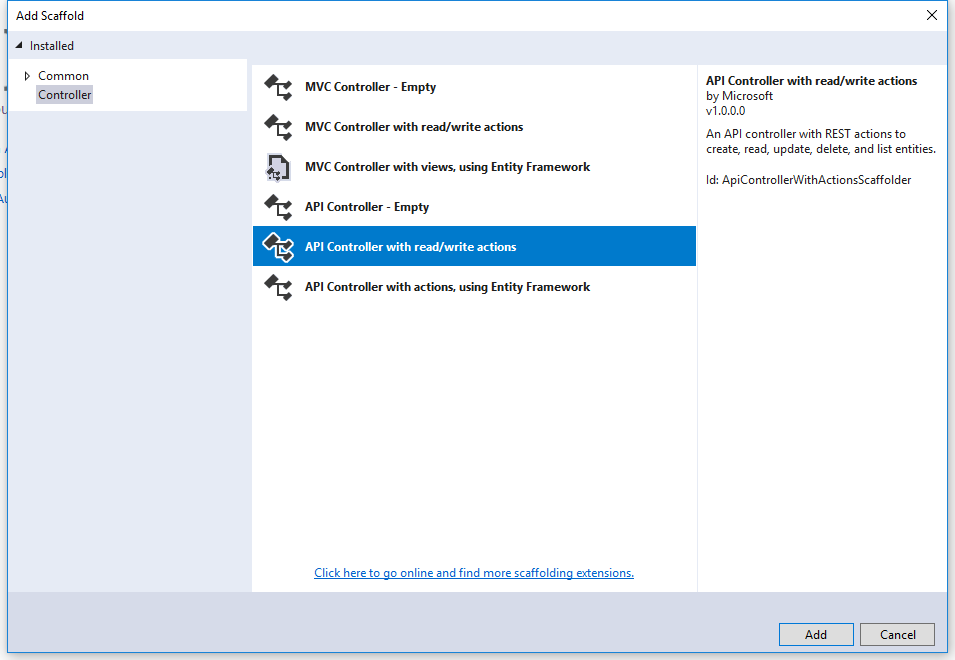 Add Scaffold
Installed
Common
Controller
MVC Controller - Empty
MVC Controller with read/write actions
MVC Controller with views, using Entity Framework
API Controller - Empty
API Controller with read/write actions
API Controller with actions, using Entity Framework
Click here to go online and find more scaffolding extensions.
API Controller with read/write actions
by Microsoft
v1.0.0.0
An API controller with REST actions to
create, read, update, delete, and list entities.
Id: ApiControllerWithActionsScaffolder
Add
Cancel